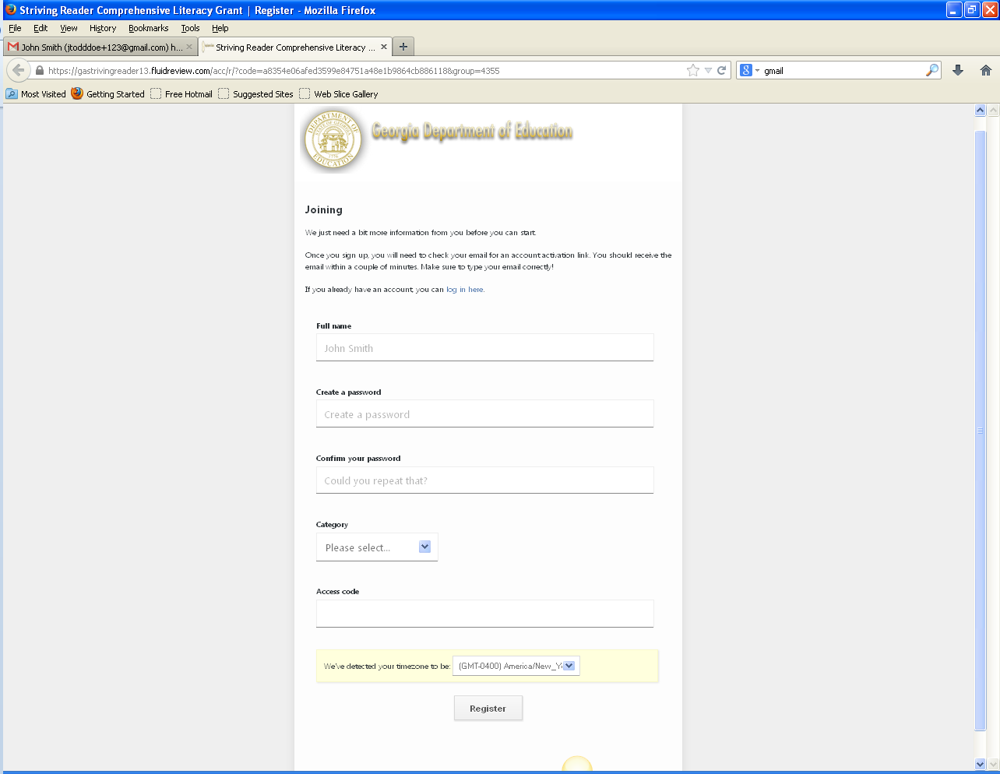 Striving Reader Comprehensive Literacy Grant | Register - Mozilla Firefox
File Edit View History Bookmarks Tools Help
John Smith (jtodddoe+123@gmail.com) h...
Striving Reader Comprehensive Literacy ...
https://gastrivingreader13.fluidreview.com/acc/r/?code=a8354e06afed3599e84751a48e1b9864cb886118&group=4355
8 gmail
Most Visited Getting Started Free Hotmail Suggested Sites Web Slice Gallery
DEPARTMENT OF
STATE OF GEORGIA
1776
EDUCATION
Georgia Department of Education
Joining
We just need a bit more information from you before you can start.
Once you sign up, you will need to check your email for an account activation link. You should receive the
email within a couple of minutes. Make sure to type your email correctly!
If you already have an account, you can log in here.
Full name
John Smith
Create a password
Create a password
Confirm your password
Could you repeat that?
Category
Please select...
Access code
We've detected your timezone to be: (GMT-0400) America/New_Y
Register